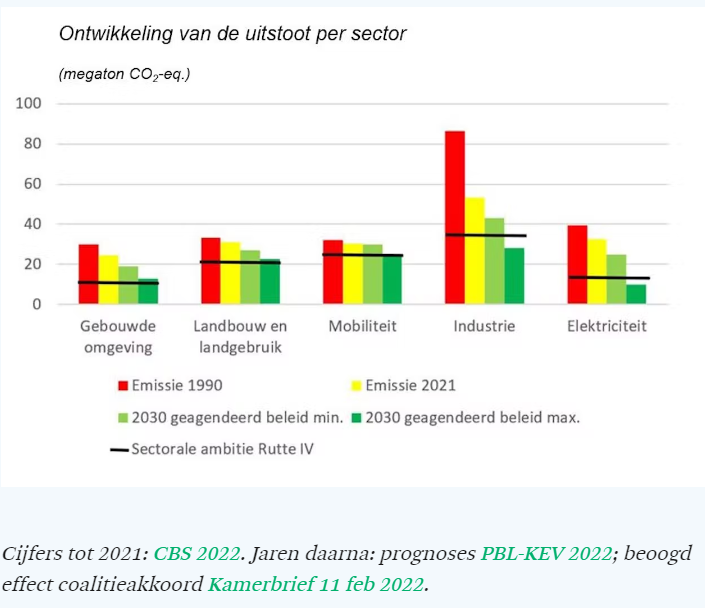 Ontwikkeling van de uitstoot per sector
(megaton CO₂-eq.)
100
80
60
40
20
0
Gebouwde omgeving
Landbouw en landgebruik
Mobiliteit
Industrie
Elektriciteit
Emissie 1990
Emissie 2021
2030 geagendeerd beleid min.
2030 geagendeerd beleid max.
Sectorale ambitie Rutte IV
Cijfers tot 2021: CBS 2022. Jaren daarna: prognoses PBL-KEV 2022; beoogd
effect coalitieakkoord Kamerbrief 11 feb 2022.